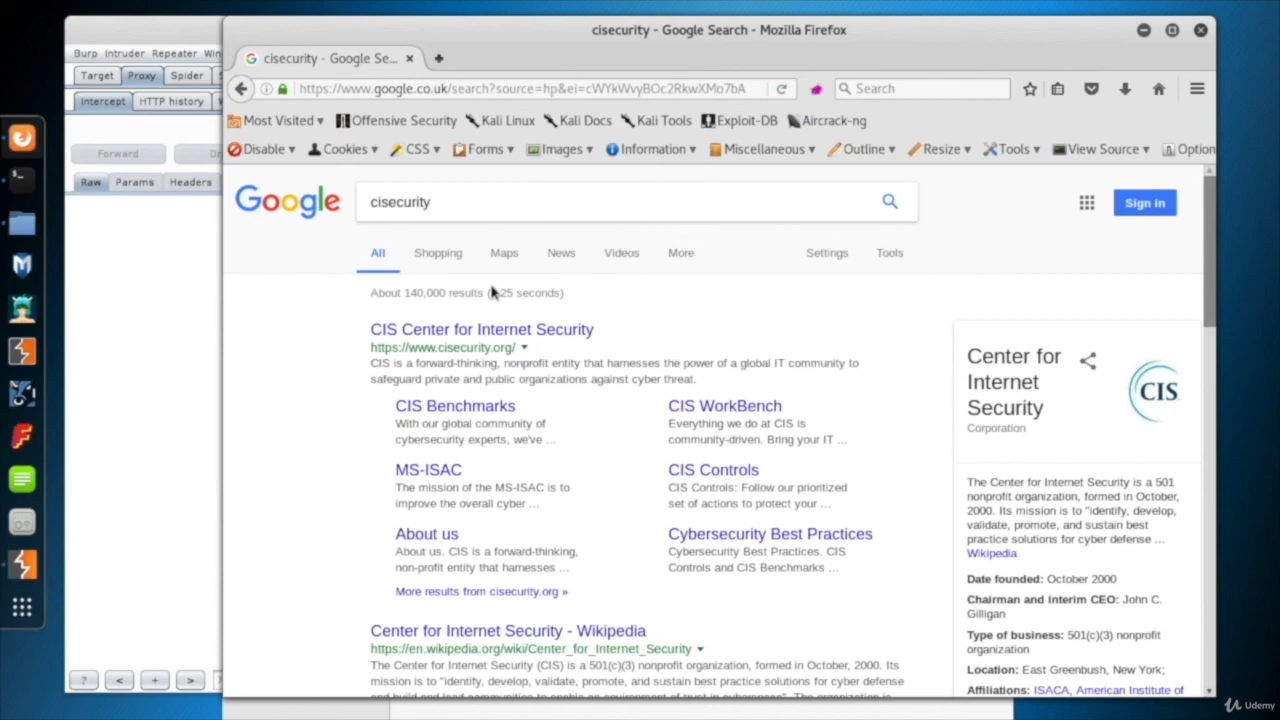 cisecurity - Google Search - Mozilla Firefox
Burp Intruder Repeater Win
Target Proxy Spider
Intercept HTTP history
Forward
Raw Params Headers
? < + >
cisecurity - Google Se...
https://www.google.co.uk/search?source=hp&ei=cWYkWvyBOc2RkwXMo7bA
Search
Most Visited Offensive Security Kali Linux Kali Docs Kali Tools Exploit-DB Aircrack-ng
Disable Cookies CSS Forms Images Information Miscellaneous Outline Resize Tools View Source Option
Google
cisecurity
Sign in
All Shopping Maps News Videos More Settings Tools
About 140,000 results 25 seconds)
CIS Center for Internet Security
https://www.cisecurity.org/
CIS is a forward-thinking, nonprofit entity that harnesses the power of a global IT community to
safeguard private and public organizations against cyber threat.
CIS Benchmarks
With our global community of
cybersecurity experts, we've ...
CIS WorkBench
Everything we do at CIS is
community-driven. Bring your IT ...
MS-ISAC
The mission of the MS-ISAC is to
improve the overall cyber ...
CIS Controls
CIS Controls: Follow our prioritized
set of actions to protect your ...
About us
About us. CIS is a forward-thinking,
non-profit entity that harnesses ...
Cybersecurity Best Practices
Cybersecurity Best Practices. CIS
Controls and CIS Benchmarks ...
More results from cisecurity.org »
Center for Internet Security - Wikipedia
https://en.wikipedia.org/wiki/Center_for_Internet_Security
The Center for Internet Security (CIS) is a 501(c)(3) nonprofit organization, formed in October, 2000. Its
mission is to "identify, develop, validate, promote, and sustain best practice solutions for cyber defense
Center for
Internet
Security
Corporation
CIS
The Center for Internet Security is a 501
nonprofit organization, formed in October,
2000. Its mission is to "identify, develop,
validate, promote, and sustain best
practice solutions for cyber defense ...
Wikipedia
Date founded: October 2000
Chairman and interim CEO: John C.
Gilligan
Type of business: 501(c)(3) nonprofit
organization
Location: East Greenbush, New York;
Affiliations: ISACA, American Institute of
Udemy